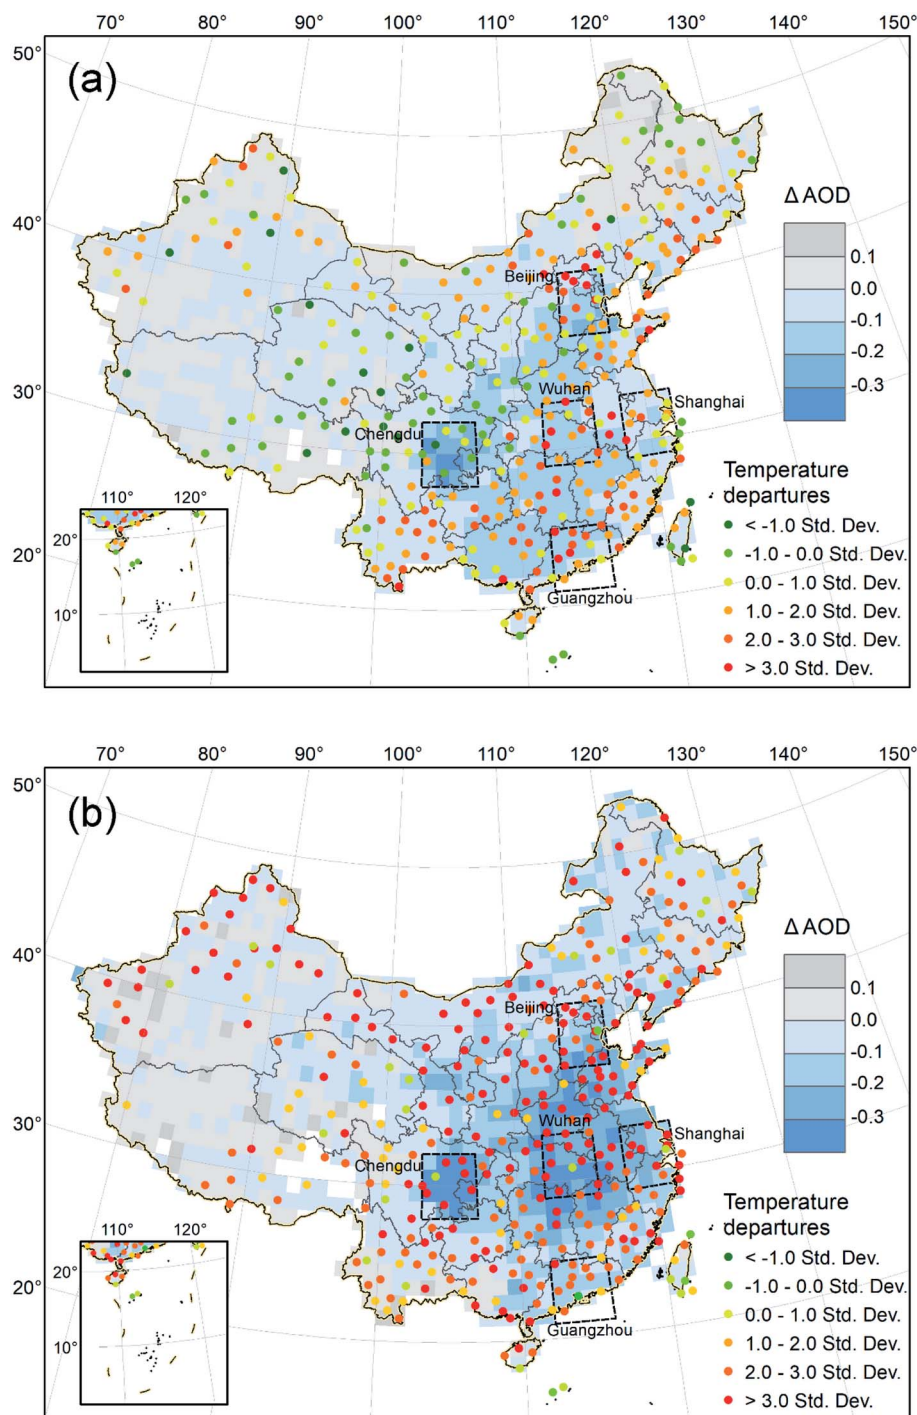 70° 80° 90° 100° 110° 120° 130° 140° 150°
50°
(a)
Δ AOD
40°
0.1
Beijing
0.0
-0.1
-0.2
30°
Wuhan
-0.3
Shanghai
Chengdu
Temperature
departures
110° 120°
< -1.0 Std. Dev.
20°
-1.0 - 0.0 Std. Dev.
20°
0.0 - 1.0 Std. Dev.
Guangzhou
1.0 - 2.0 Std. Dev.
10°
2.0 - 3.0 Std. Dev.
> 3.0 Std. Dev.
70° 80° 90° 100° 110° 120° 130° 140° 150°
50°
(b)
Δ AOD
40°
0.1
Beijing
0.0
-0.1
-0.2
30°
Wuhan
-0.3
Shanghai
Chengdu
Temperature
departures
110° 120°
< -1.0 Std. Dev.
20°
-1.0 - 0.0 Std. Dev.
20°
0.0 - 1.0 Std. Dev.
Guangzhou
1.0 - 2.0 Std. Dev.
10°
2.0 - 3.0 Std. Dev.
> 3.0 Std. Dev.